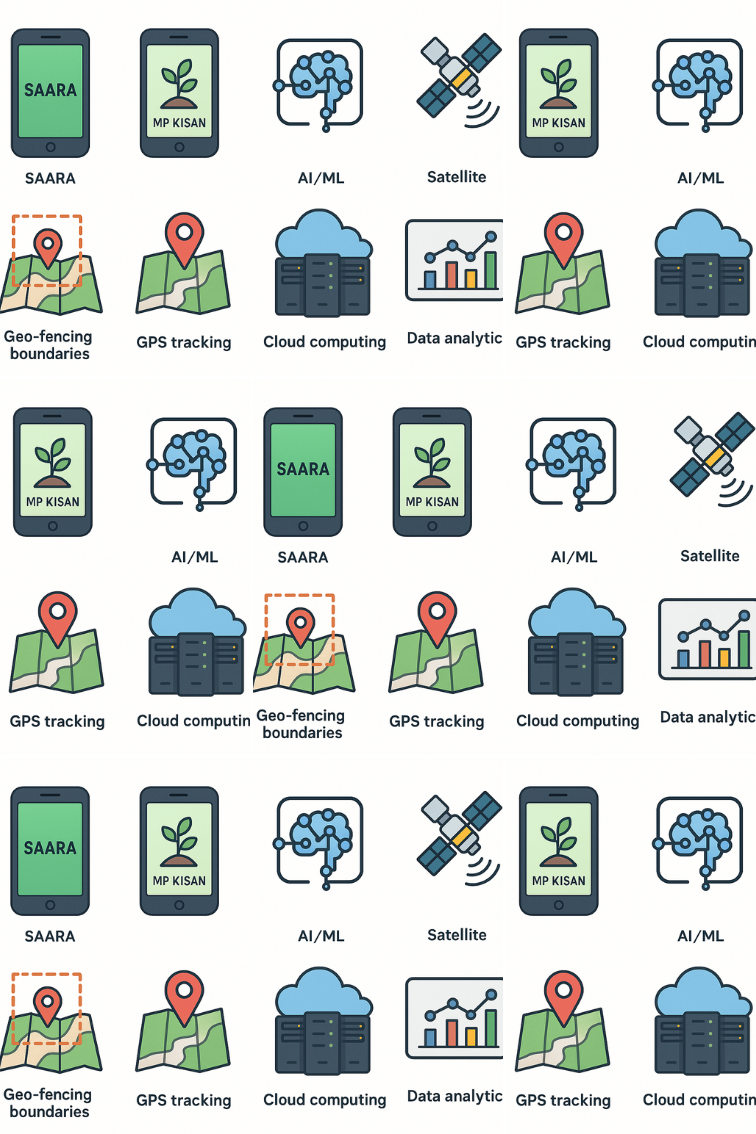 SAARA
MP KISAN
MP KISAN
SAARA
AI/ML
Satellite
AI/ML
Geo-fencing
boundaries
GPS tracking
Cloud computing
Data analytic
GPS tracking
Cloud computin
MP KISAN
SAARA
MP KISAN
AI/ML
SAARA
AI/ML
Satellite
GPS tracking
Cloud computin
Geo-fencing
boundaries
GPS tracking
Cloud computing
Data analytic
SAARA
MP KISAN
MP KISAN
SAARA
AI/ML
Satellite
AI/ML
Geo-fencing
boundaries
GPS tracking
Cloud computing
Data analytic
GPS tracking
Cloud computin